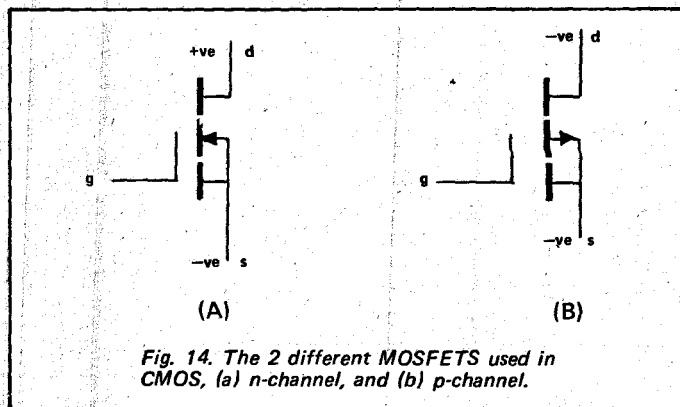 +ve d
−ve d
g
g
−ve s
−ve s
(A)
(B)
Fig. 14. The 2 different MOSFETS used in
CMOS, (a) n-channel, and (b) p-channel.